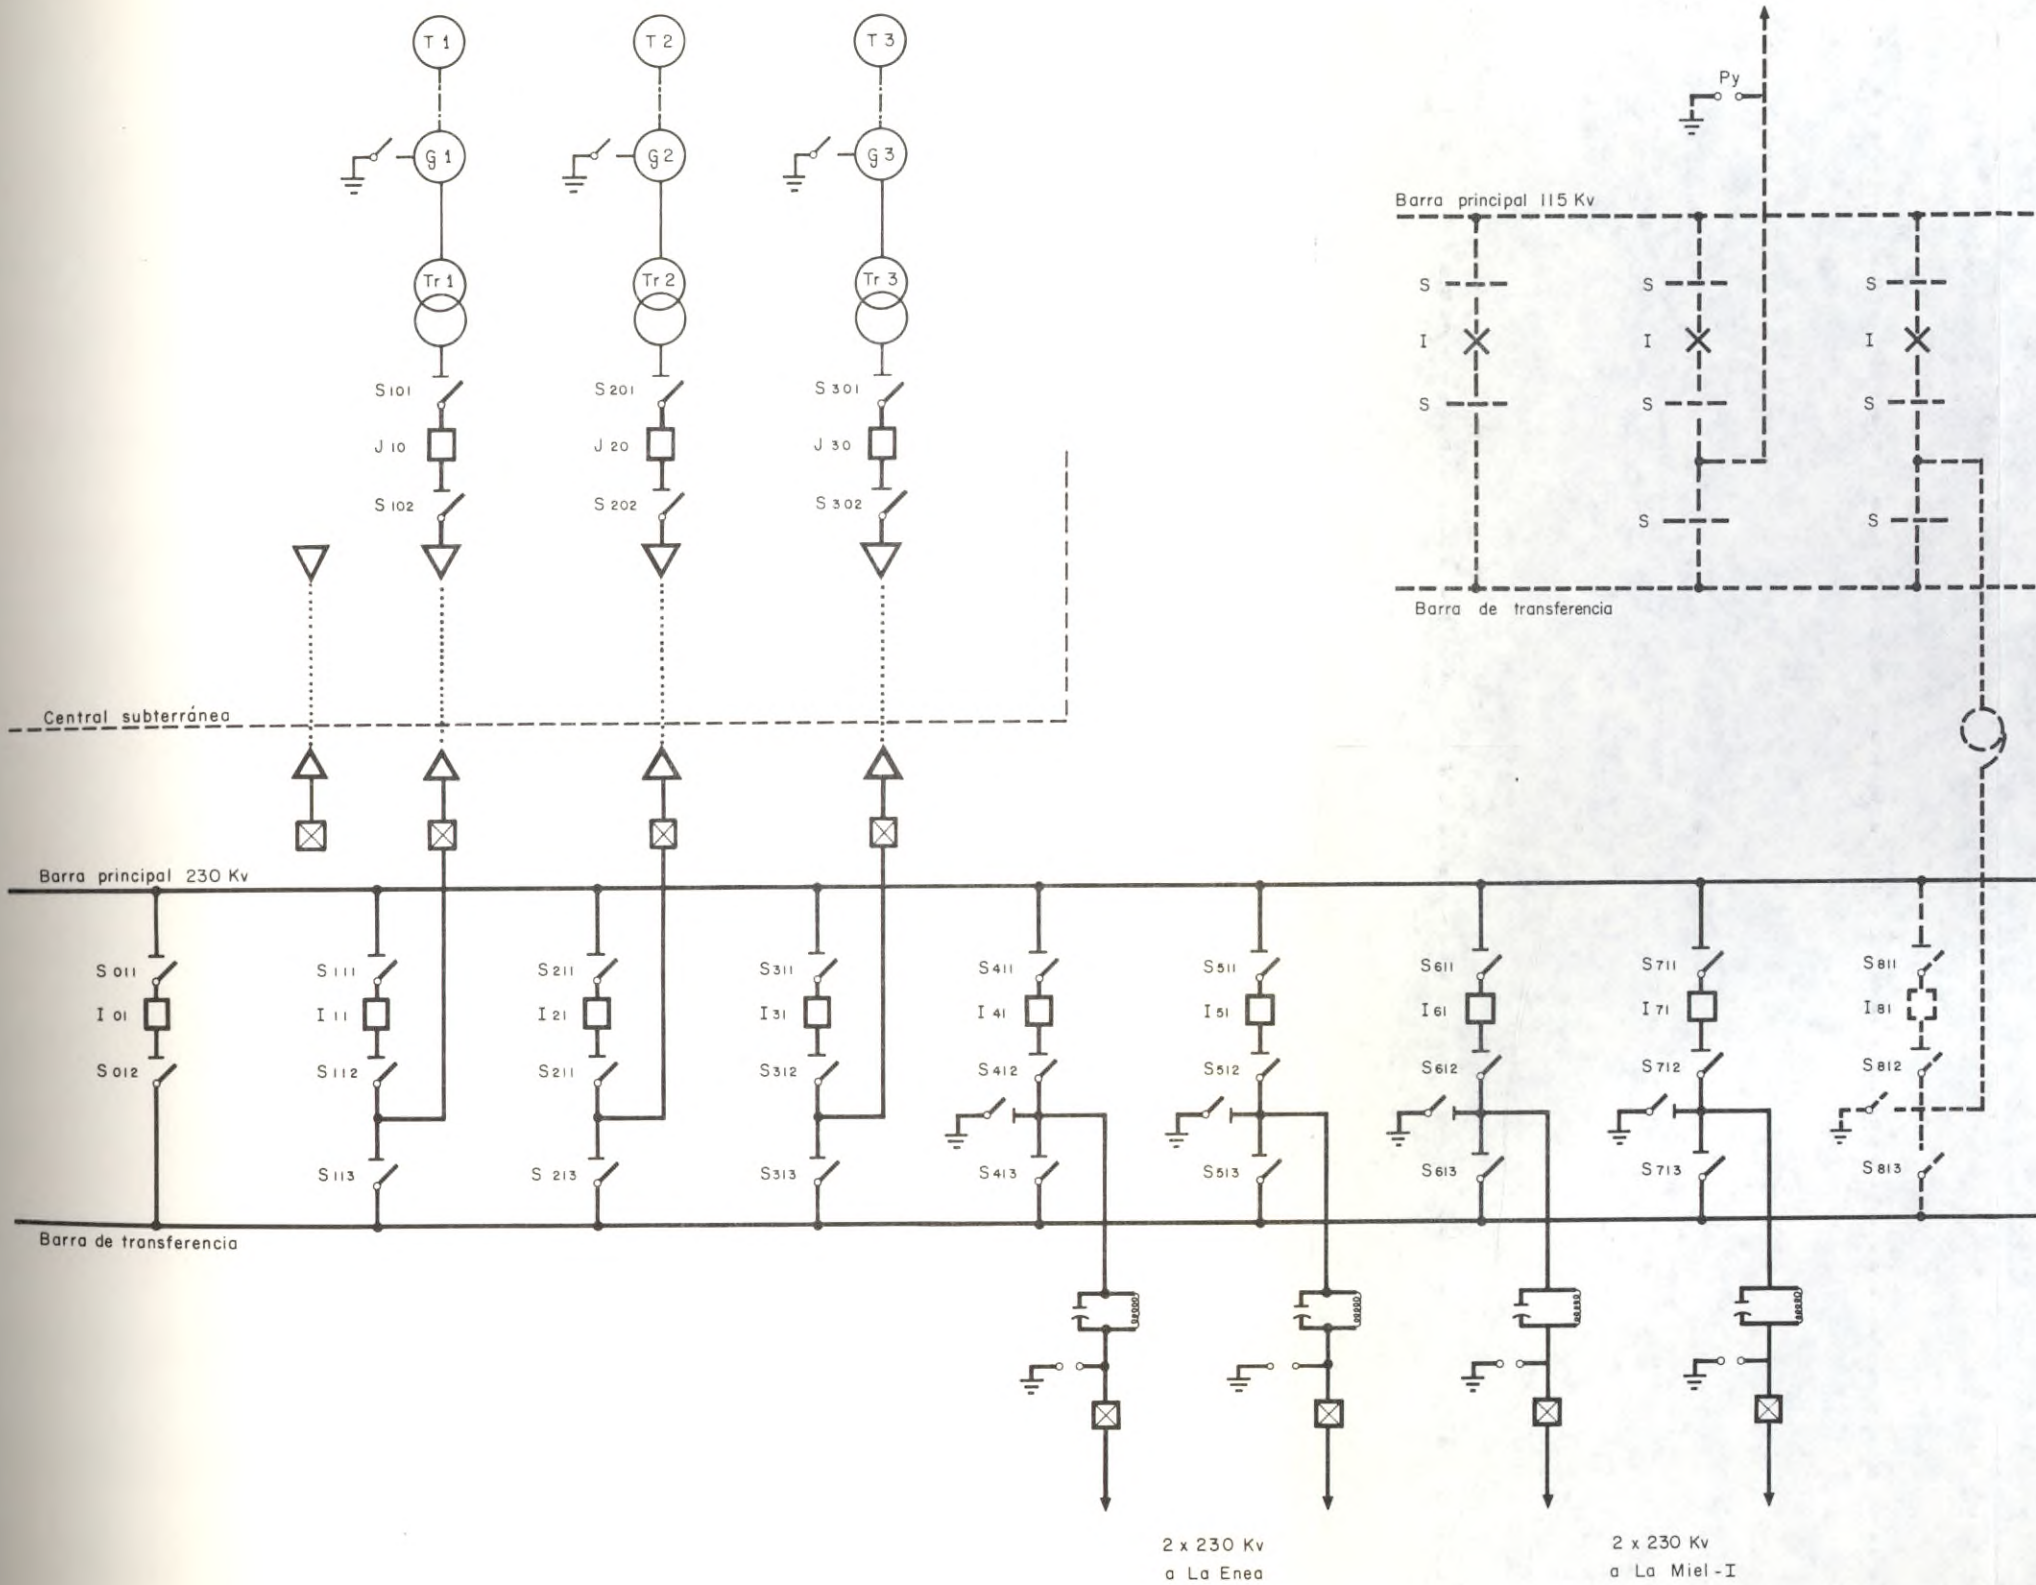 T 1
T 2
T 3
Py
G 1
G 2
G 3
Barra principal 115 Kv
Tr 1
Tr 2
Tr 3
S
S
S
I
I
I
S 101
S 201
S 301
S
S
S
J 10
J 20
J 30
S 102
S 202
S 302
S
S
Barra de transferencia
Central subterránea
Barra principal 230 Kv
S 011
S 111
S 211
S 311
S 411
S 511
S 611
S 711
S 811
I 01
I 11
I 21
I 31
I 41
I 51
I 61
I 71
I 81
S 012
S 112
S 211
S 312
S 412
S 512
S 612
S 712
S 812
S 113
S 213
S 313
S 413
S 513
S 613
S 713
S 813
Barra de transferencia
2 x 230 Kv
a La Enea
2 x 230 Kv
a La Miel - I